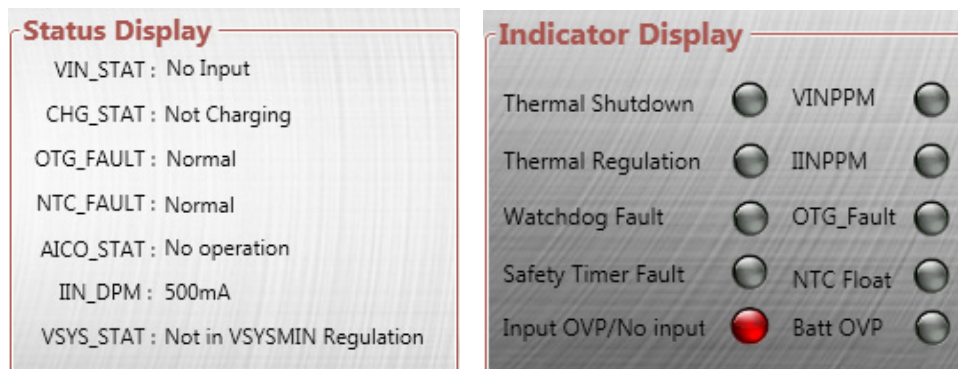 Status Display
VIN_STAT : No Input
CHG_STAT : Not Charging
OTG_FAULT : Normal
NTC_FAULT : Normal
AICO_STAT : No operation
IIN_DPM : 500mA
VSYS_STAT : Not in VSYSMIN Regulation
Indicator Display
Thermal Shutdown VINPPM
Thermal Regulation IINPPM
Watchdog Fault OTG_Fault
Safety Timer Fault NTC Float
Input OVP/No input Batt OVP